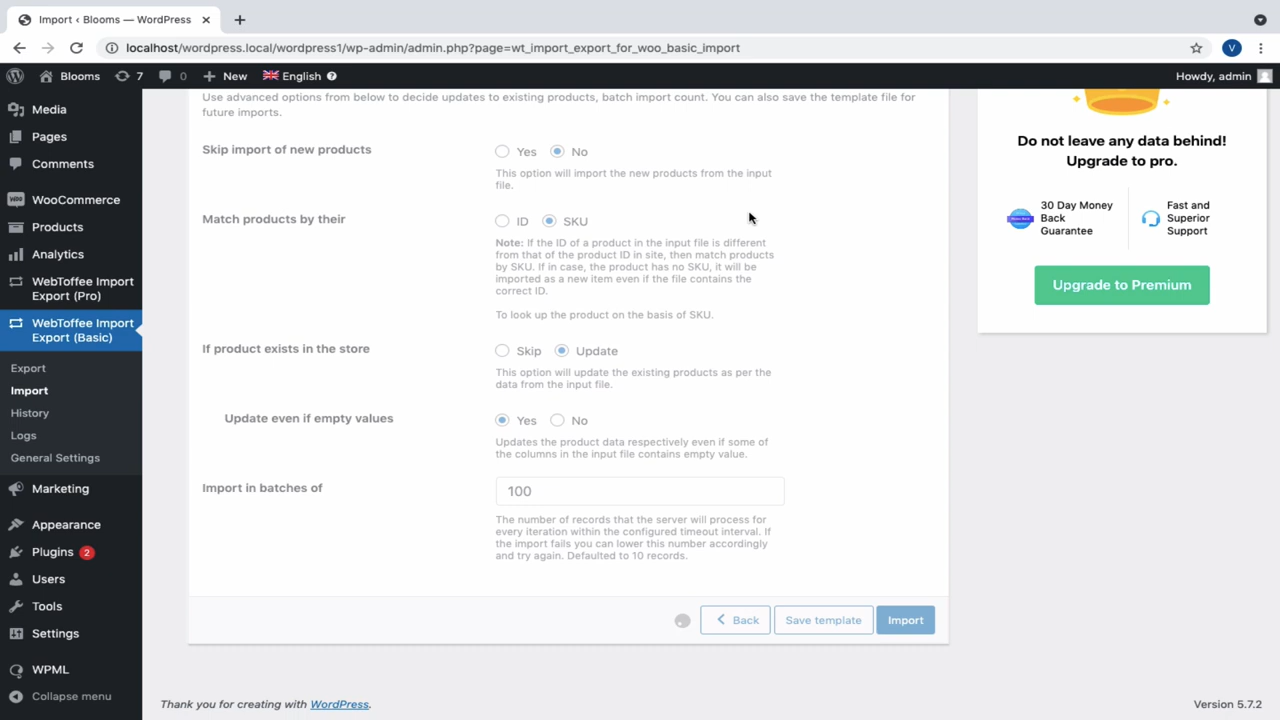 Import ‹ Blooms — WordPress
localhost/wordpress.local/wordpress1/wp-admin/admin.php?page=wt_import_export_for_woo_basic_import
V
Blooms
7
0
New
English
Howdy, admin
Media
Pages
Comments
WooCommerce
Products
Analytics
WebToffee Import
Export (Pro)
WebToffee Import
Export (Basic)
Export
Import
History
Logs
General Settings
Marketing
Appearance
Plugins 2
Users
Tools
Settings
WPML
Collapse menu
Use advanced options from below to decide updates to existing products, batch import count. You can also save the template file for
future imports.
Skip import of new products
Yes No
This option will import the new products from the input
file.
Match products by their
ID SKU
Note: If the ID of a product in the input file is different
from that of the product ID in site, then match products
by SKU. If in case, the product has no SKU, it will be
imported as a new item even if the file contains the
correct ID.
To look up the product on the basis of SKU.
If product exists in the store
Skip Update
This option will update the existing products as per the
data from the input file.
Update even if empty values
Yes No
Updates the product data respectively even if some of
the columns in the input file contains empty value.
Import in batches of
100
The number of records that the server will process for
every iteration within the configured timeout interval. If
the import fails you can lower this number accordingly
and try again. Defaulted to 10 records.
Back
Save template
Import
Do not leave any data behind!
Upgrade to pro.
30 Day Money
Back
Guarantee
Fast and
Superior
Support
Upgrade to Premium
Thank you for creating with WordPress.
Version 5.7.2